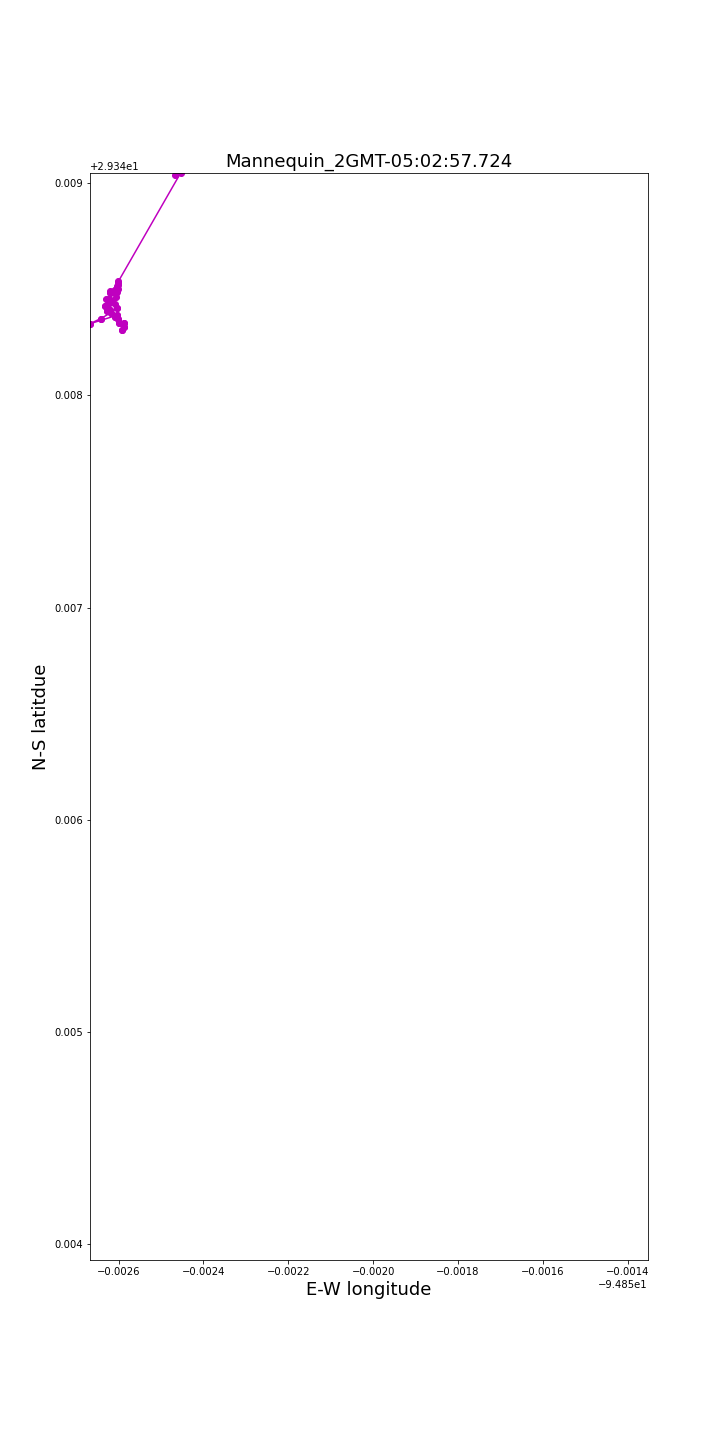 Mannequin_2GMT-05:02:57.724
+2.934e1
0.009
0.008
0.007
0.006
0.005
0.004
N-S latitdue
−0.0026 −0.0024 −0.0022 −0.0020 −0.0018 −0.0016 −0.0014
−9.485e1
E-W longitude